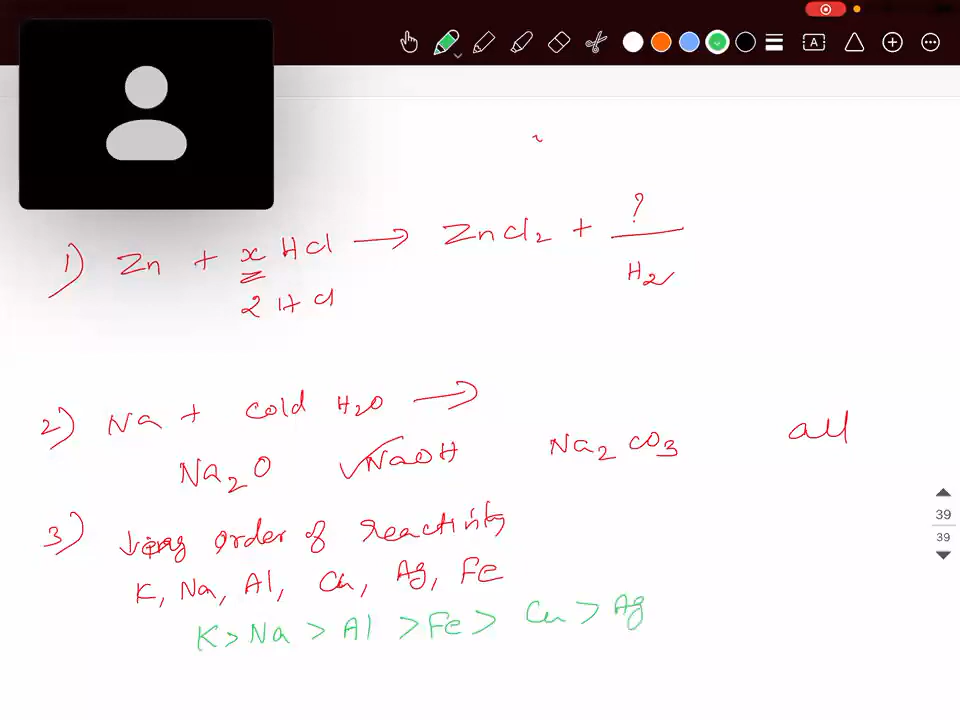 A
?
1) Zn + x HCl → ZnCl2 + H2
2 HCl
2) Na + cold H2O →
Na2O ✓NaOH Na2CO3 all
3) ↓ing order of reactivity
K, Na, Al, Cu, Ag, Fe
K > Na > Al > Fe > Cu > Ag
39
39